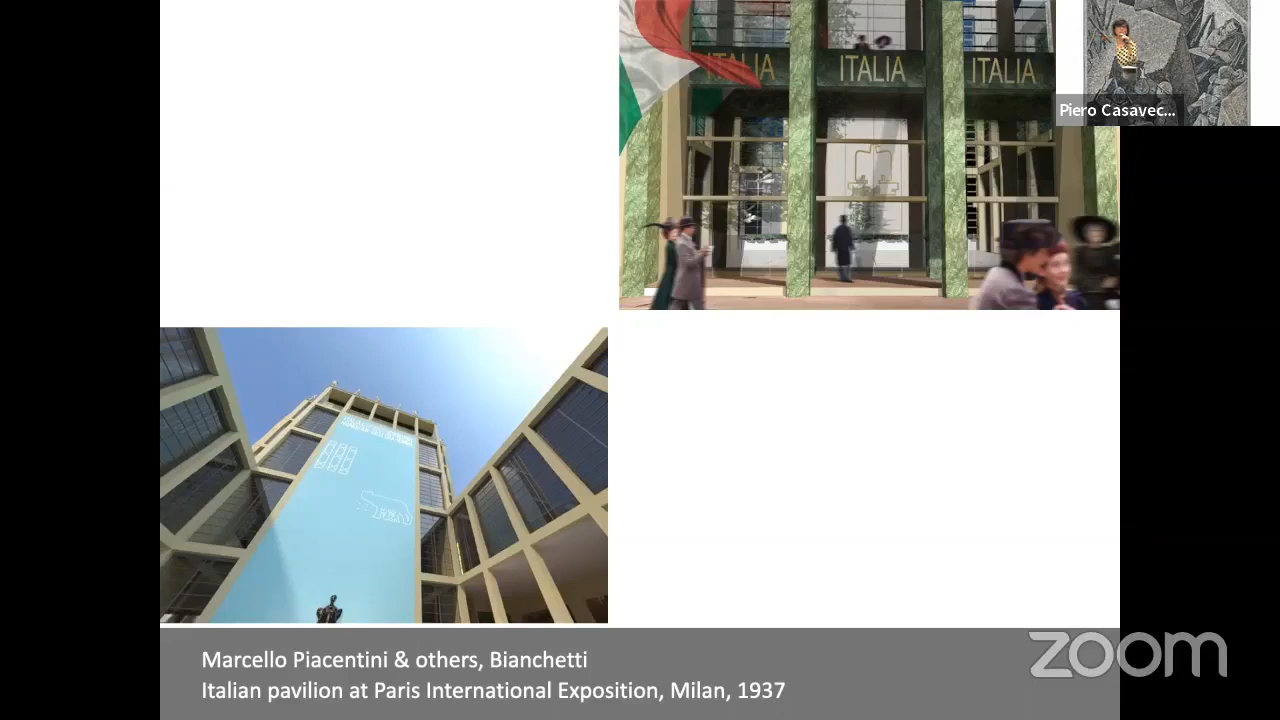 ITALIA ITALIA ITALIA
Piero Casavec...
Marcello Piacentini & others, Bianchetti
Italian pavilion at Paris International Exposition, Milan, 1937
zoom